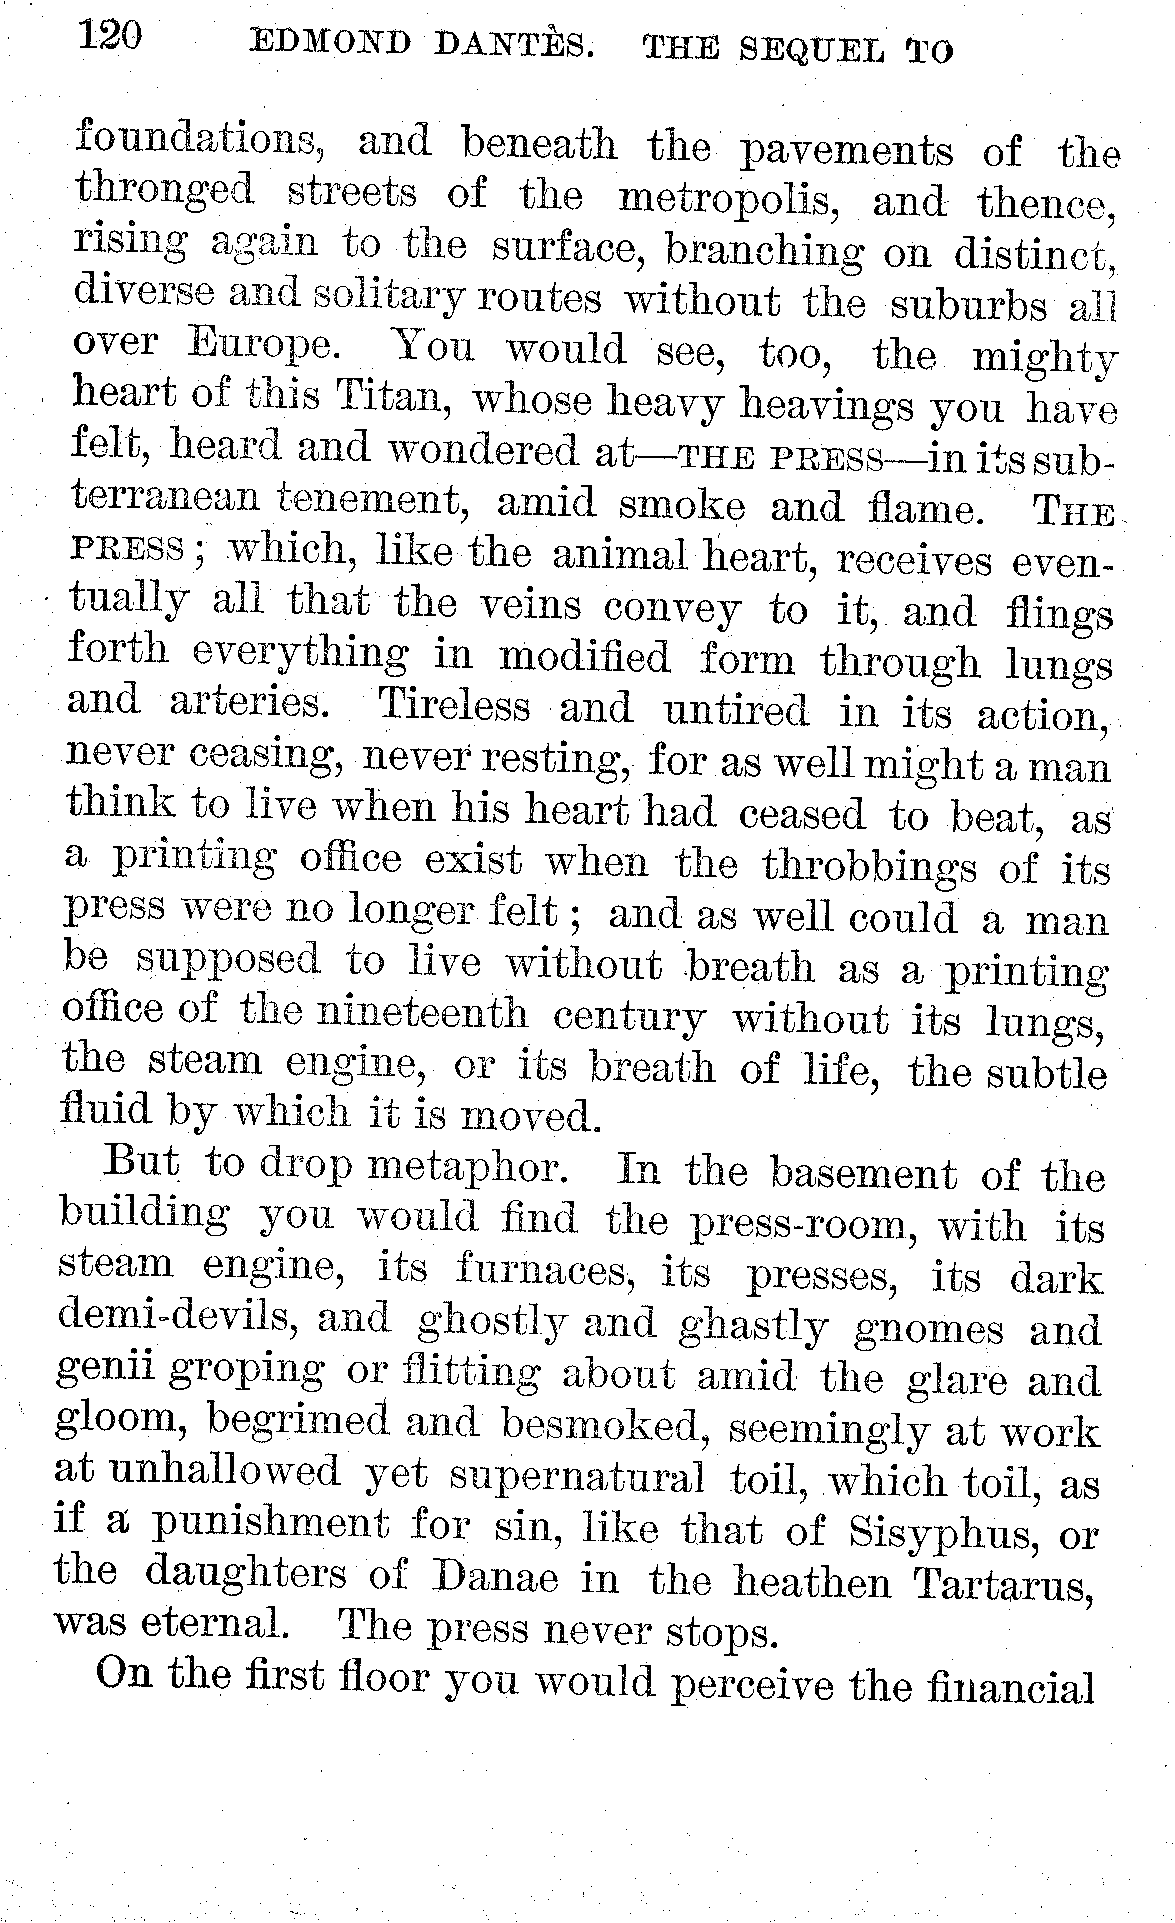 120 EDMOND DANTÈS. THE SEQUEL TO
foundations, and beneath the pavements of the
thronged streets of the metropolis, and thence,
rising again to the surface, branching on distinct,
diverse and solitary routes without the suburbs all
over Europe. You would see, too, the mighty
heart of this Titan, whose heavy heavings you have
felt, heard and wondered at—THE PRESS—in its sub-
terranean tenement, amid smoke and flame. THE
PRESS; which, like the animal heart, receives even-
tually all that the veins convey to it, and flings
forth everything in modified form through lungs
and arteries. Tireless and untired in its action,
never ceasing, never resting, for as well might a man
think to live when his heart had ceased to beat, as
a printing office exist when the throbbings of its
press were no longer felt; and as well could a man
be supposed to live without breath as a printing
office of the nineteenth century without its lungs,
the steam engine, or its breath of life, the subtle
fluid by which it is moved.
But to drop metaphor. In the basement of the
building you would find the press-room, with its
steam engine, its furnaces, its presses, its dark
demi-devils, and ghostly and ghastly gnomes and
genii groping or flitting about amid the glare and
gloom, begrimed and besmoked, seemingly at work
at unhallowed yet supernatural toil, which toil, as
if a punishment for sin, like that of Sisyphus, or
the daughters of Danae in the heathen Tartarus,
was eternal. The press never stops.
On the first floor you would perceive the financial